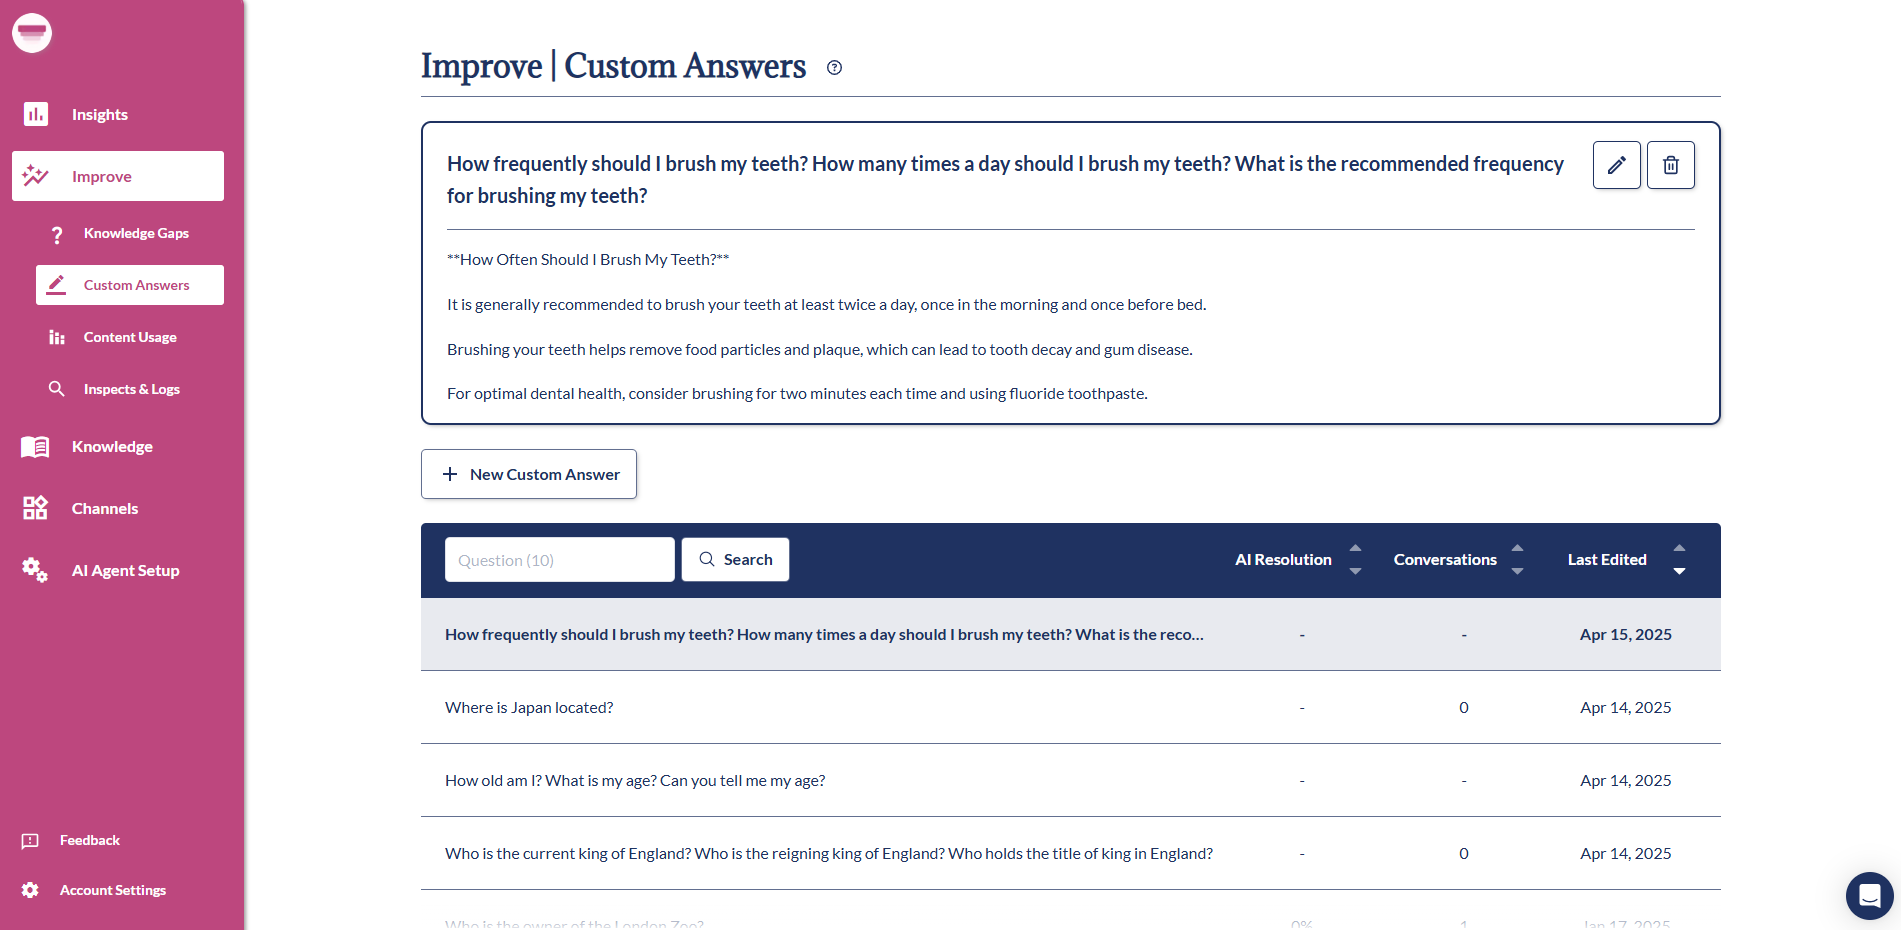 Insights
Improve
Knowledge Gaps
Custom Answers
Content Usage
Inspects & Logs
Knowledge
Channels
AI Agent Setup
Feedback
Account Settings
Improve | Custom Answers
How frequently should I brush my teeth? How many times a day should I brush my teeth? What is the recommended frequency
for brushing my teeth?
**How Often Should I Brush My Teeth?**
It is generally recommended to brush your teeth at least twice a day, once in the morning and once before bed.
Brushing your teeth helps remove food particles and plaque, which can lead to tooth decay and gum disease.
For optimal dental health, consider brushing for two minutes each time and using fluoride toothpaste.
New Custom Answer
Question (10) Search AI Resolution Conversations Last Edited
How frequently should I brush my teeth? How many times a day should I brush my teeth? What is the reco... - - Apr 15, 2025
Where is Japan located? - 0 Apr 14, 2025
How old am I? What is my age? Can you tell me my age? - - Apr 14, 2025
Who is the current king of England? Who is the reigning king of England? Who holds the title of king in England? - 0 Apr 14, 2025
Who is the owner of the London Zoo? 0% 1 Jan 17, 2025